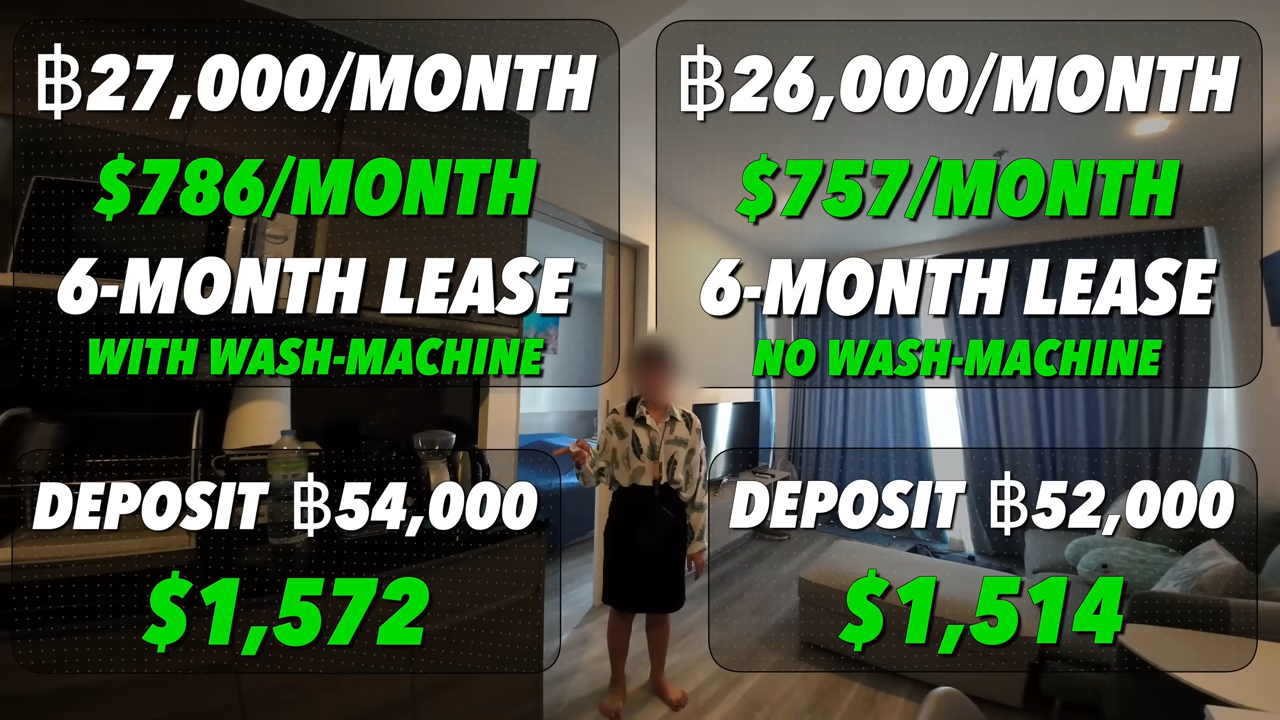 ฿27,000/MONTH
$786/MONTH
6-MONTH LEASE
WITH WASH-MACHINE
DEPOSIT ฿54,000
$1,572
฿26,000/MONTH
$757/MONTH
6-MONTH LEASE
NO WASH-MACHINE
DEPOSIT ฿52,000
$1,514